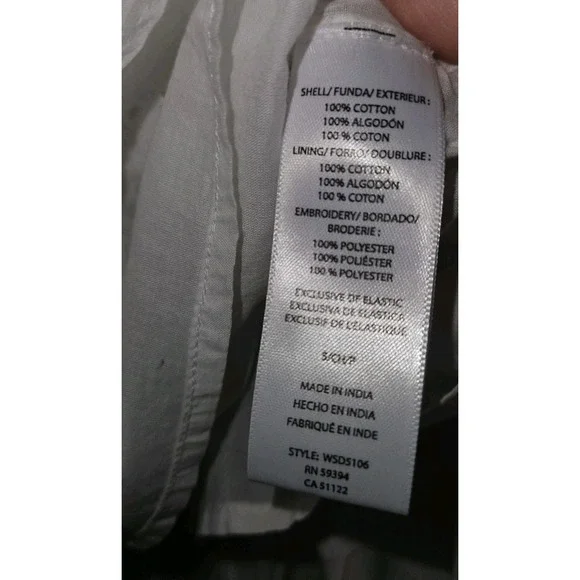 SHELL/ FUNDA/ EXTERIEUR :
100% COTTON
100% ALGODÓN
100 % COTON
LINING/ FORRO/ DOUBLURE :
100% COTTON
100% ALGODÓN
100 % COTON
EMBROIDERY/ BORDADO/
BRODERIE :
100% POLYESTER
100% POLIÉSTER
100 % POLYESTER
EXCLUSIVE OF ELASTIC
EXCLUSIVA DE ELASTICA
EXCLUSIF DE L'ELASTIQUE
S/CH/P
MADE IN INDIA
HECHO EN INDIA
FABRIQUÉ EN INDE
STYLE: WSD5106
RN 59394
CA 51122